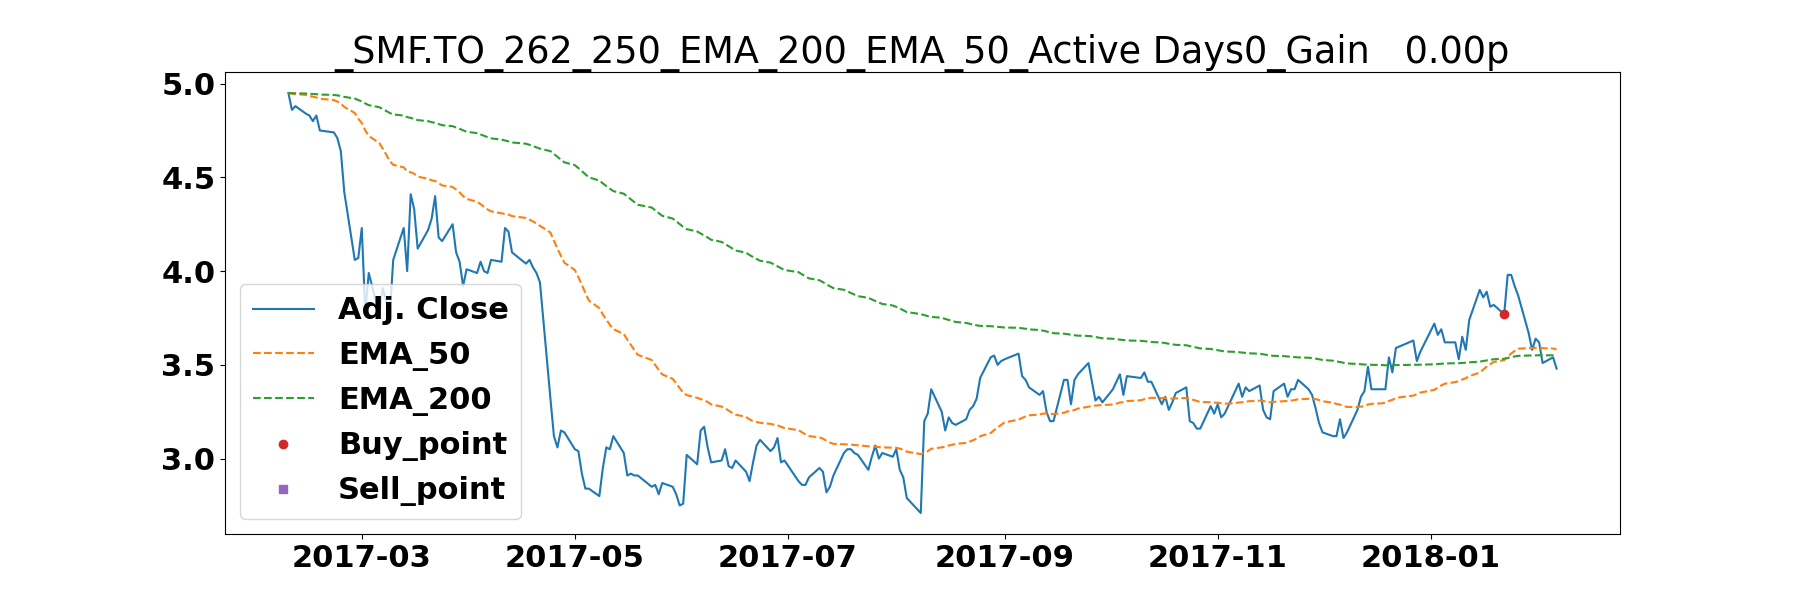 _SMF.TO_262_250_EMA_200_EMA_50_Active Days0_Gain   0.00p
5.0
4.5
4.0
3.5
3.0
Adj. Close
EMA_50
EMA_200
Buy_point
Sell_point
2017-03 2017-05 2017-07 2017-09 2017-11 2018-01